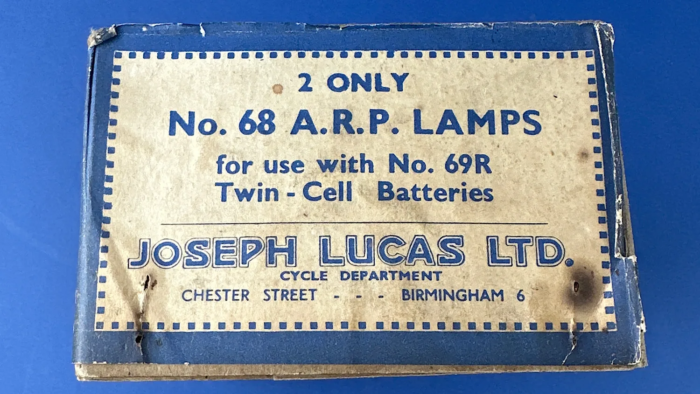 2 ONLY
No. 68 A.R.P. LAMPS
for use with No. 69R
Twin-Cell Batteries
JOSEPH LUCAS LTD.
CYCLE DEPARTMENT
CHESTER STREET - - - BIRMINGHAM 6